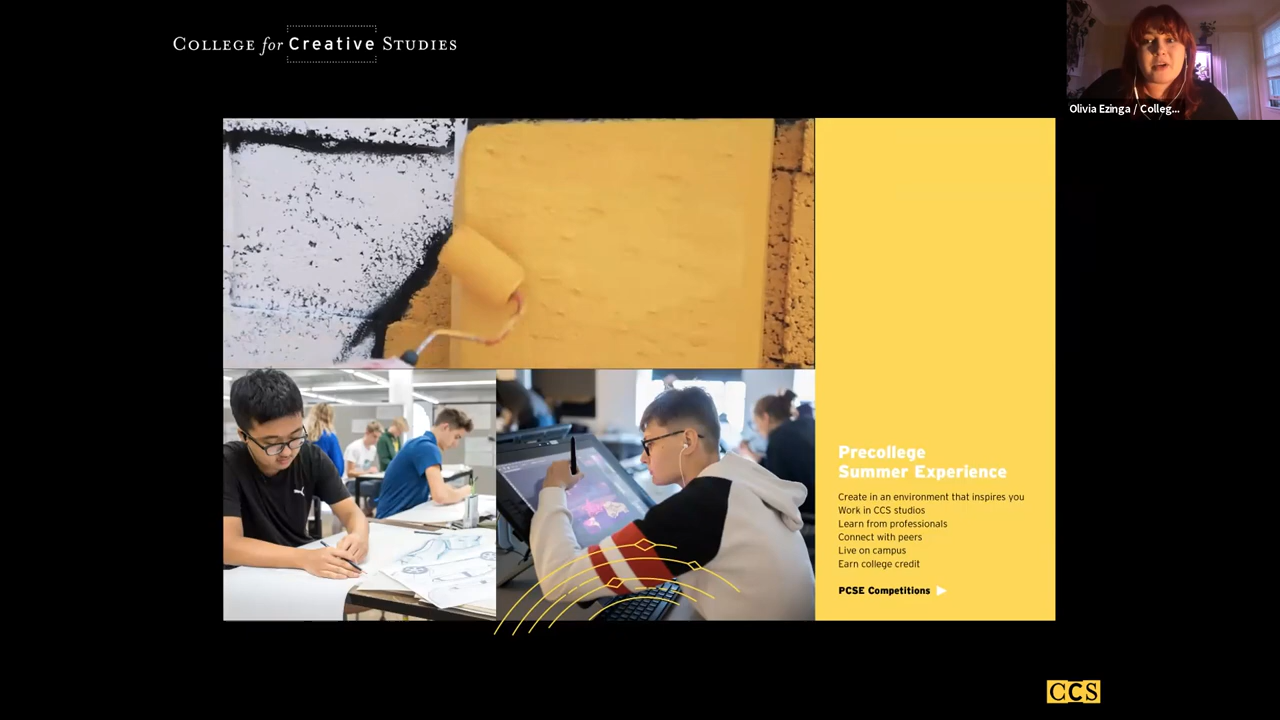 College for Creative Studies
Olivia Ezinga / Colleg...
Precollege
Summer Experience
Create in an environment that inspires you
Work in CCS studios
Learn from professionals
Connect with peers
Live on campus
Earn college credit
PCSE Competitions
CCS